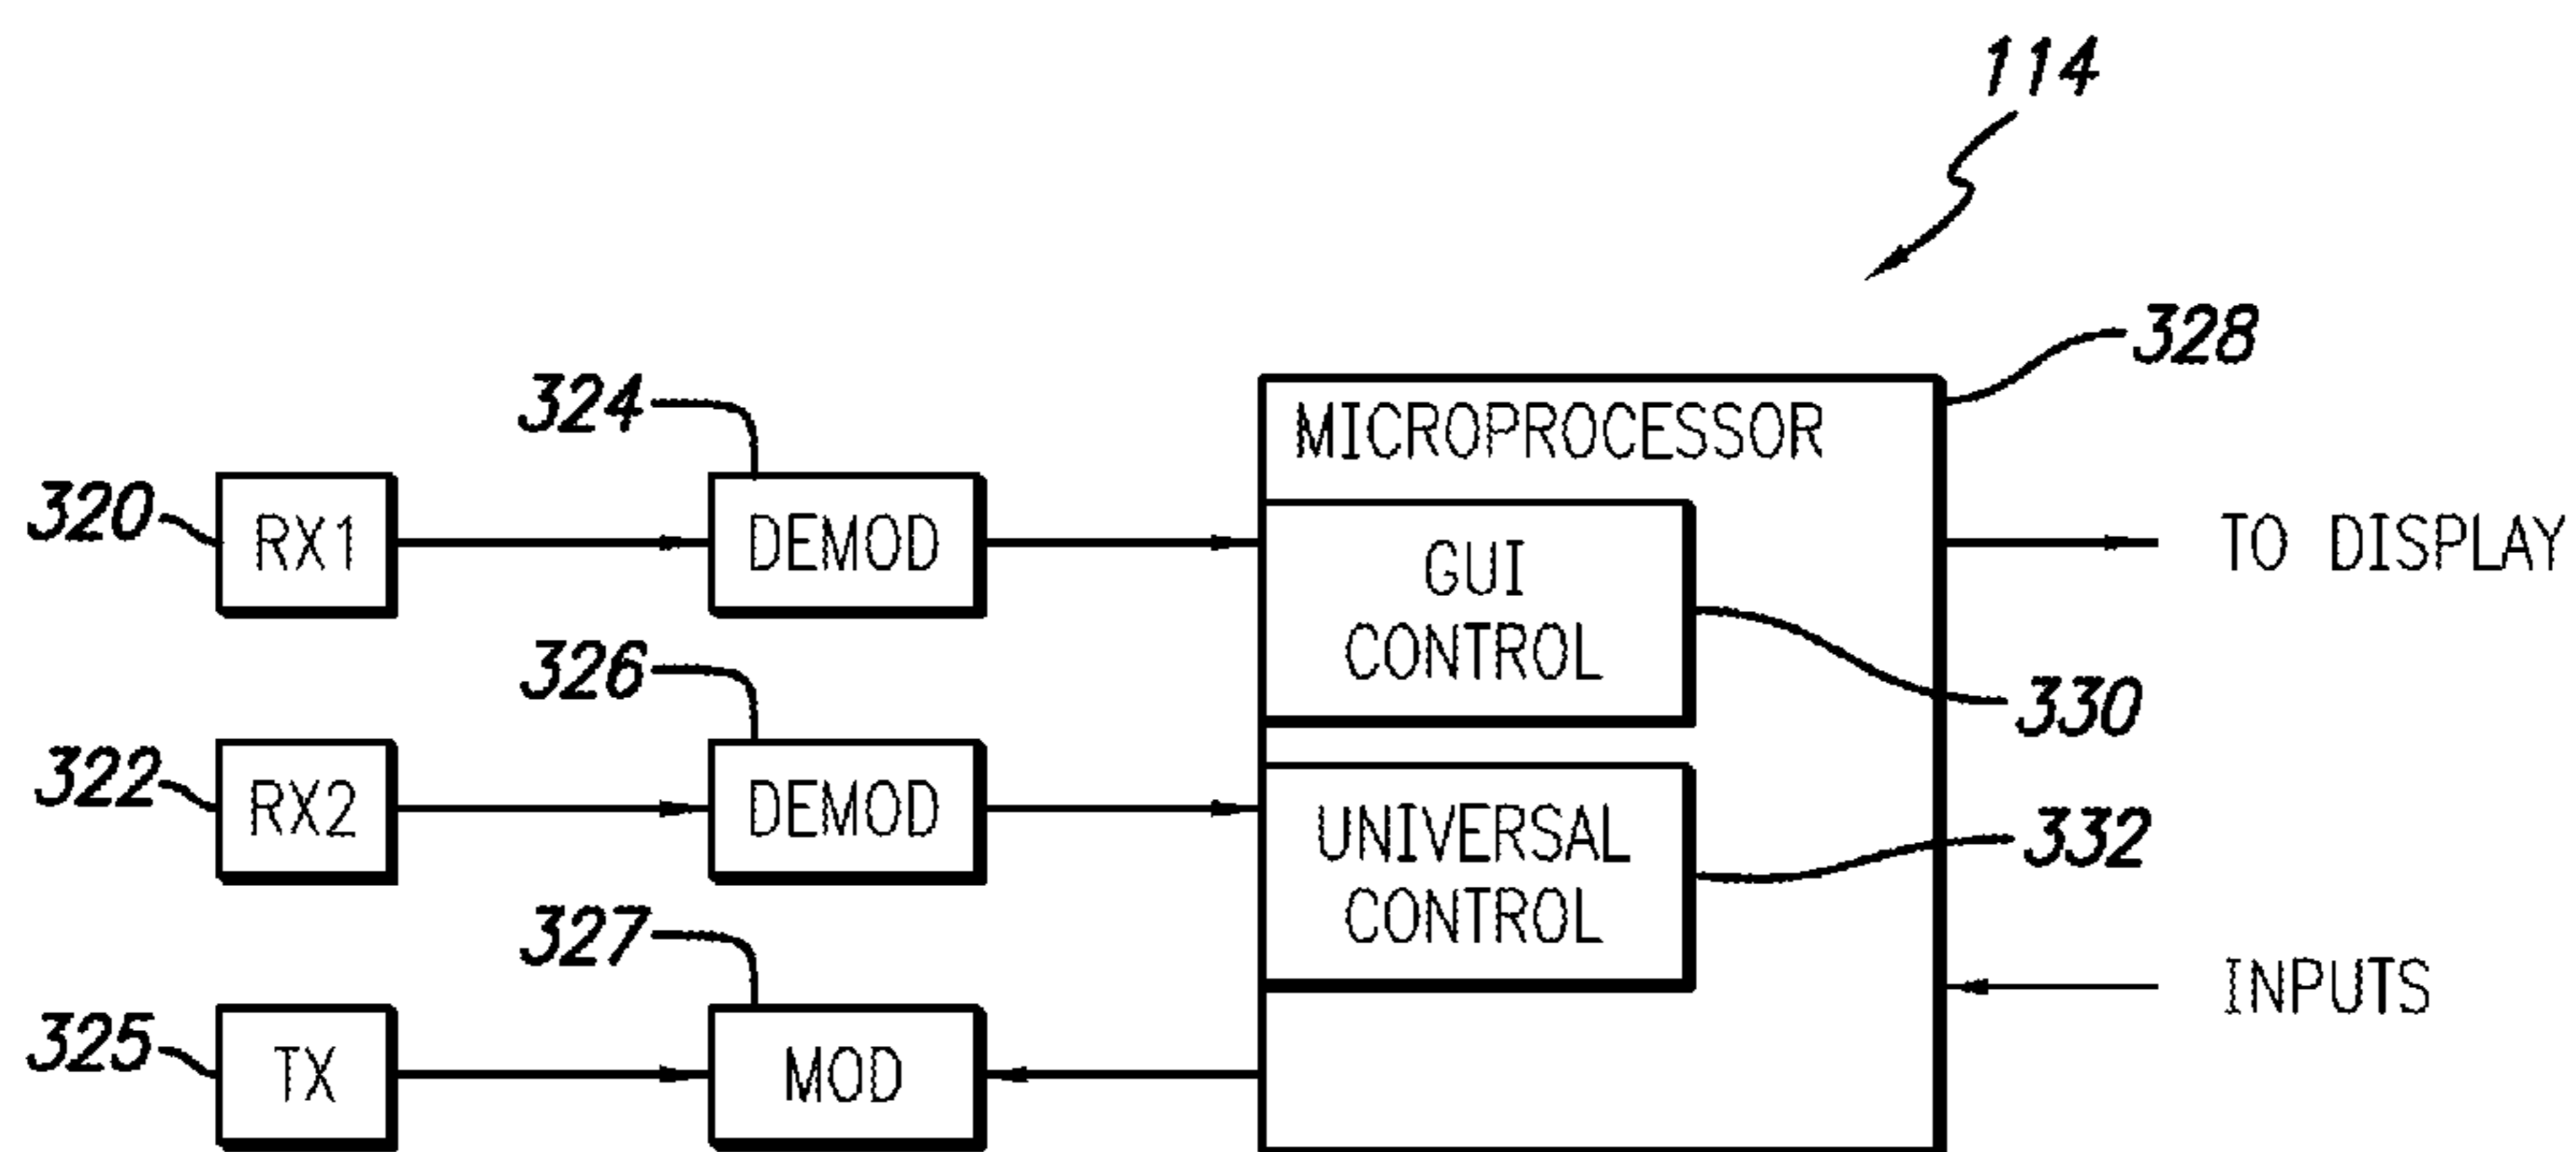 114
328
324
MICROPROCESSOR
320
RX1
DEMOD
GUI
CONTROL
TO DISPLAY
326
330
322
RX2
DEMOD
UNIVERSAL
CONTROL
332
327
325
TX
MOD
INPUTS